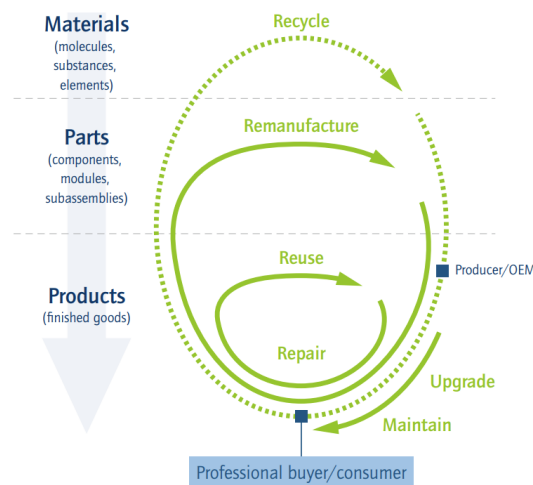 Materials
(molecules,
substances,
elements)
Recycle
Parts
(components,
modules,
subassemblies)
Remanufacture
Products
(finished goods)
Reuse
Repair
Producer/OEM
Upgrade
Maintain
Professional buyer/consumer